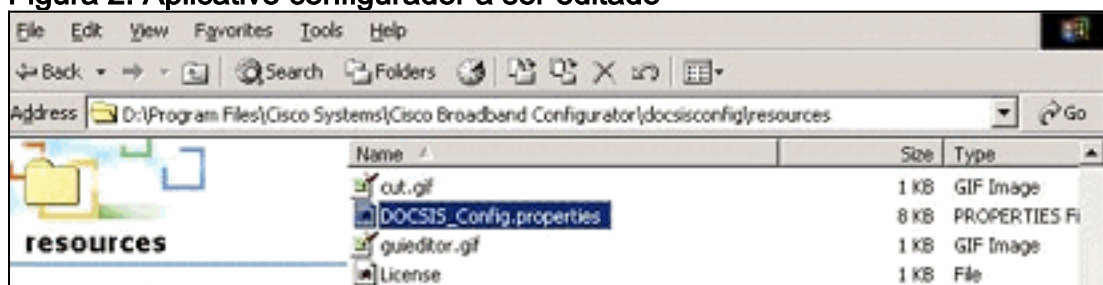 Figura 2. Aplicativo configurador a ser editado
File Edit View Favorites Tools Help
Back Search Folders
Address D:\Program Files\Cisco Systems\Cisco Broadband Configurator\docsisconfig\resources Go
Name Size Type
cut.gif 1 KB GIF Image
DOCSIS_Config.properties 8 KB PROPERTIES Fi
guieditor.gif 1 KB GIF Image
License 1 KB File
resources